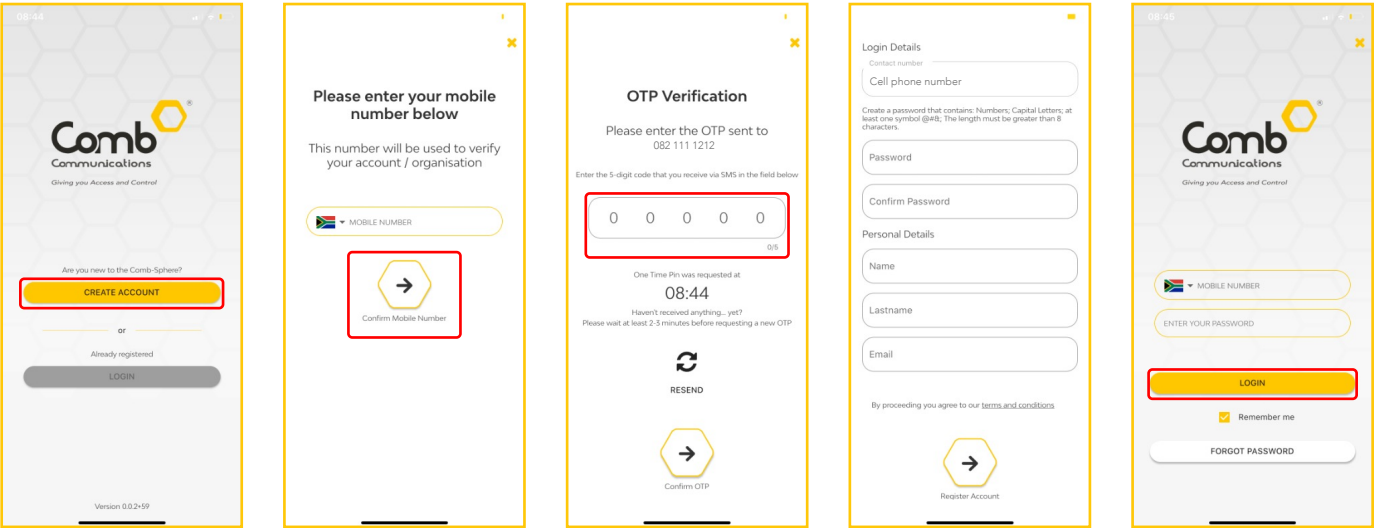 08:44
Comb
®
Communications
Giving you Access and Control
Are you new to the Comb-Sphere?
CREATE ACCOUNT
or
Already registered
LOGIN
Version 0.0.2+59
Please enter your mobile
number below
This number will be used to verify
your account / organisation
MOBILE NUMBER
Confirm Mobile Number
OTP Verification
Please enter the OTP sent to
082 111 1212
Enter the 5-digit code that you receive via SMS in the field below
0 0 0 0 0
0/5
One Time Pin was requested at
08:44
Haven't received anything... yet?
Please wait at least 2-3 minutes before requesting a new OTP
RESEND
Confirm OTP
Login Details
Contact number
Cell phone number
Create a password that contains: Numbers; Capital Letters; at
least one symbol @#&; The length must be greater than 8
characters.
Password
Confirm Password
Personal Details
Name
Lastname
Email
By proceeding you agree to our terms and conditions
Register Account
08:45
Comb
®
Communications
Giving you Access and Control
MOBILE NUMBER
ENTER YOUR PASSWORD
LOGIN
Remember me
FORGOT PASSWORD